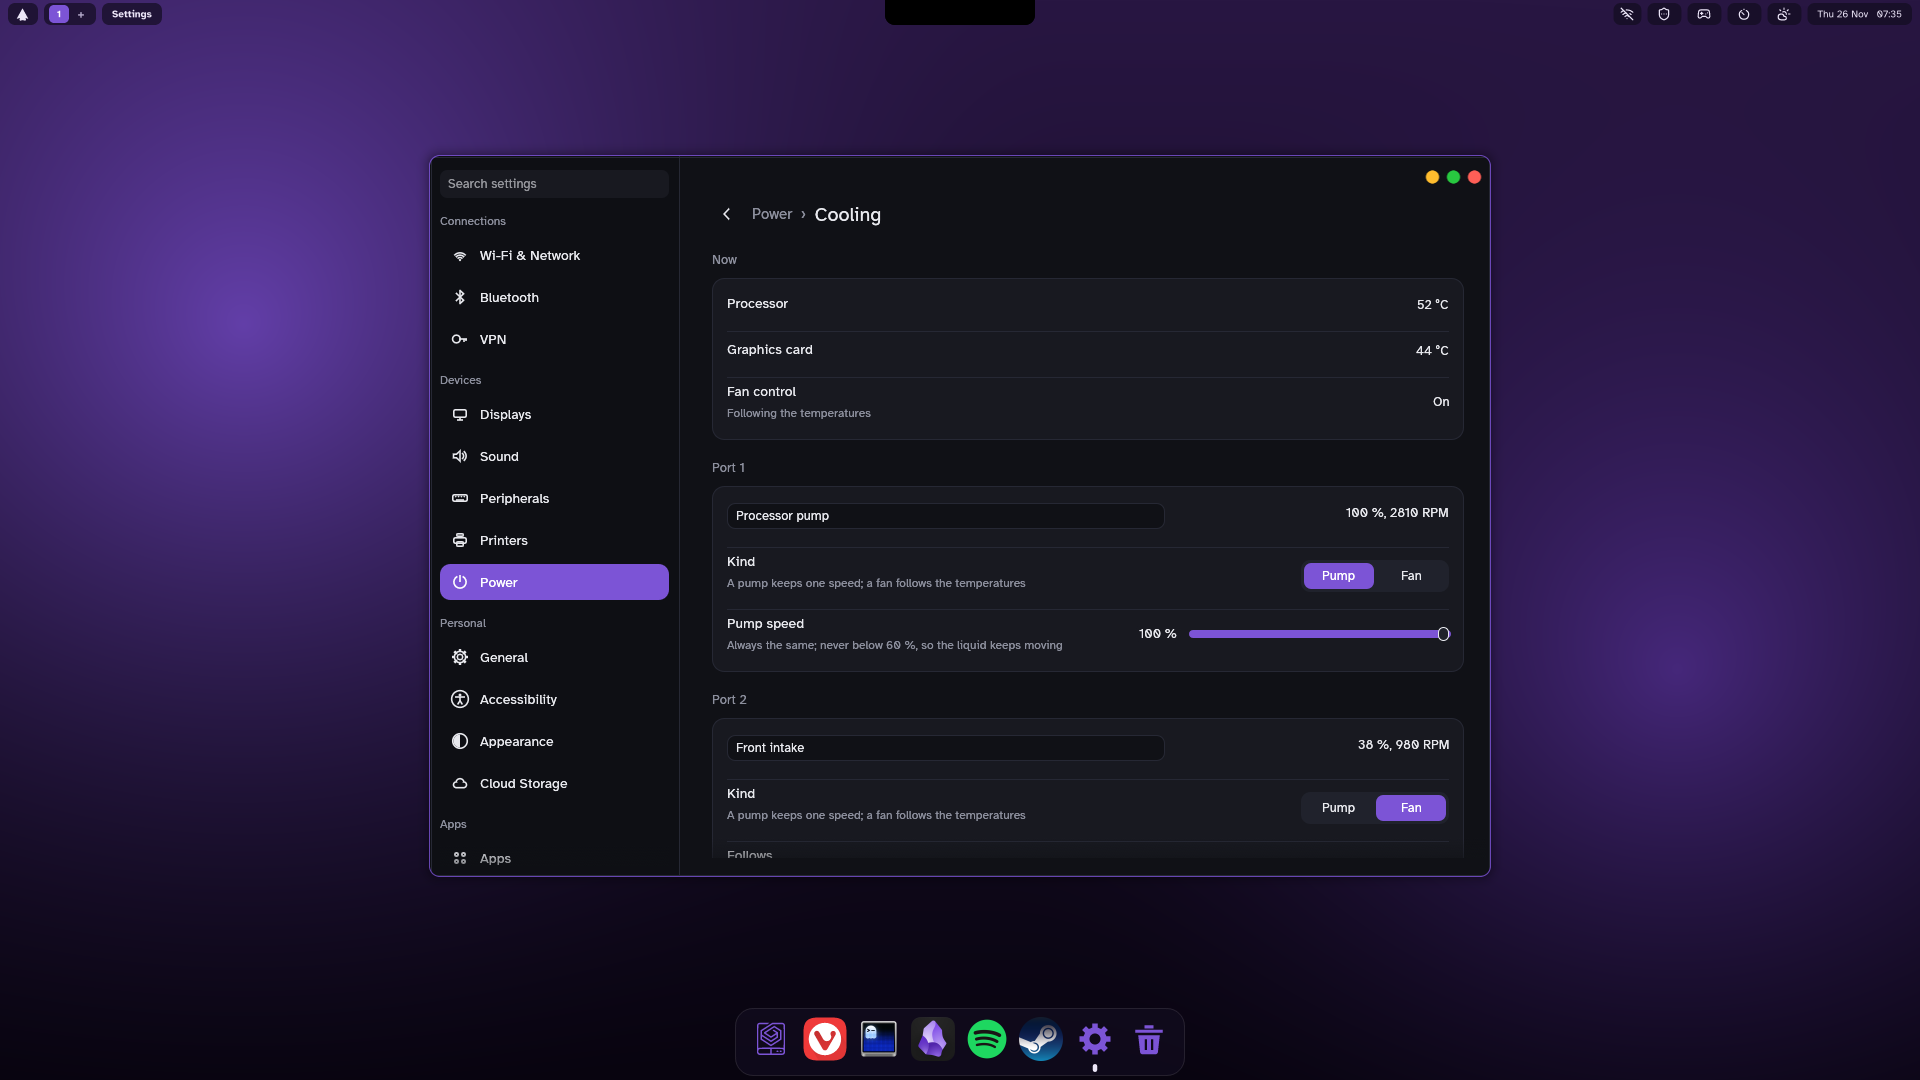 1 +
Settings
Thu 26 Nov 07:35
Search settings
Connections
Wi-Fi & Network
Bluetooth
VPN
Devices
Displays
Sound
Peripherals
Printers
Power
Personal
General
Accessibility
Appearance
Cloud Storage
Apps
Apps
Power › Cooling
Now
Processor 52 °C
Graphics card 44 °C
Fan control
Following the temperatures
On
Port 1
Processor pump 100 %, 2810 RPM
Kind
A pump keeps one speed; a fan follows the temperatures
Pump Fan
Pump speed
Always the same; never below 60 %, so the liquid keeps moving
100 %
Port 2
Front intake 38 %, 980 RPM
Kind
A pump keeps one speed; a fan follows the temperatures
Pump Fan
Follows